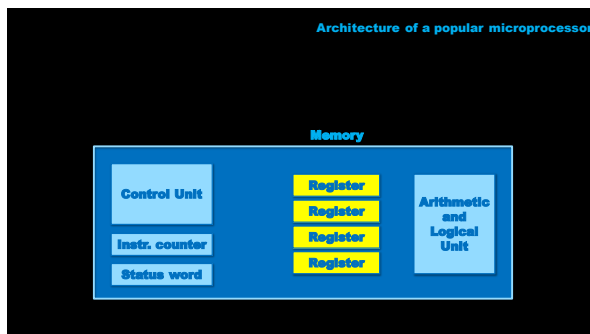 Architecture of a popular microprocessor
Memory
Control Unit
Instr. counter
Status word
Register
Register
Register
Register
Arithmetic
and
Logical
Unit